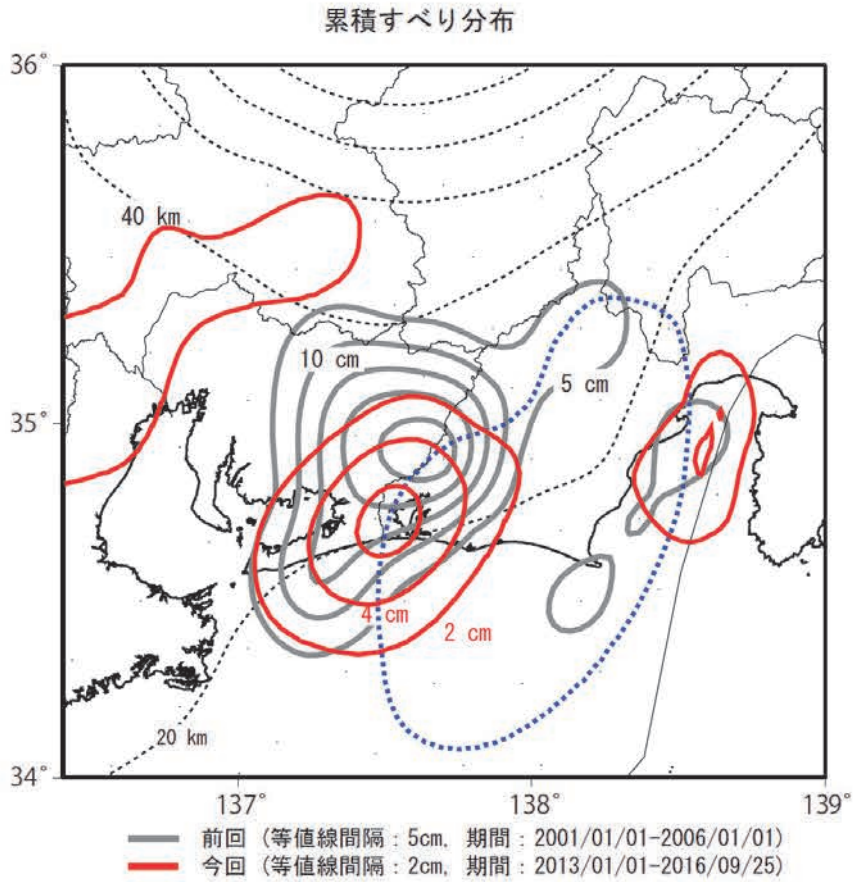 累積すべり分布
36°
40 km
10 cm
5 cm
35°
4 cm
2 cm
20 km
34°
137°
138°
139°
前回 (等値線間隔：5cm, 期間：2001/01/01-2006/01/01)
今回 (等値線間隔：2cm, 期間：2013/01/01-2016/09/25)